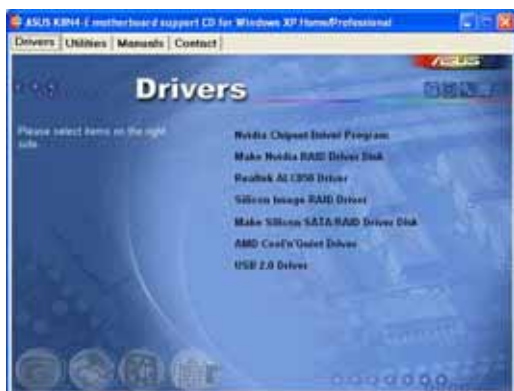 ASUS K8N4-E motherboard support CD for Windows XP Home/Professional
Drivers Utilities Manuals Contact
ASUS
Drivers
Please select items on the right
side.
Nvidia Chipset Driver Program
Make Nvidia RAID Driver Disk
Realtek ALC850 Driver
Silicon Image RAID Driver
Make Silicon SATA RAID Driver Disk
AMD Cool'n'Quiet Driver
USB 2.0 Driver